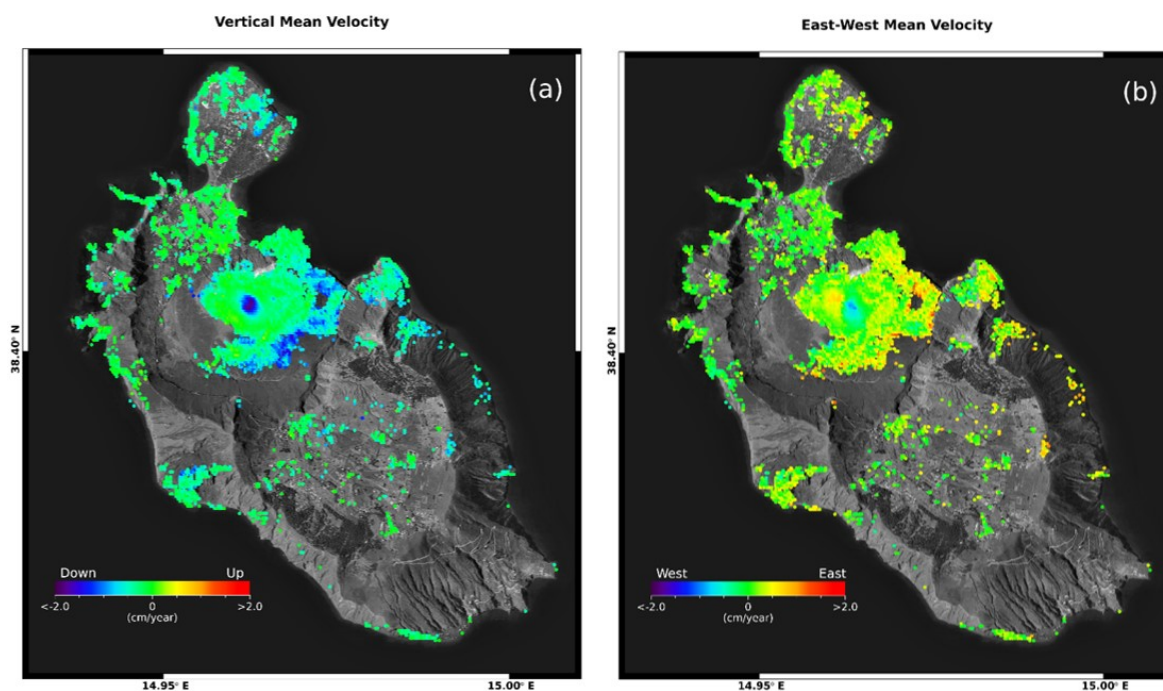 Vertical Mean Velocity
(a)
38.40° N
Down Up
<-2.0 0 >2.0
(cm/year)
14.95° E 15.00° E
East-West Mean Velocity
(b)
38.40° N
West East
<-2.0 0 >2.0
(cm/year)
14.95° E 15.00° E